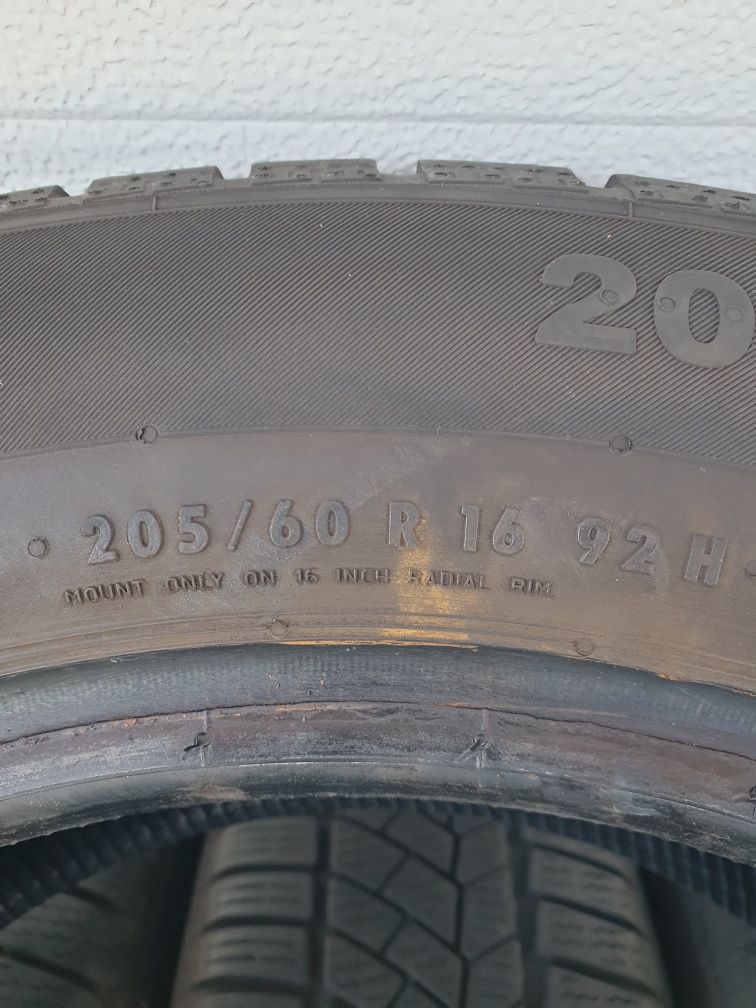 20
205/60 R 16 92 H
MOUNT ONLY ON 16 INCH RADIAL RIM.